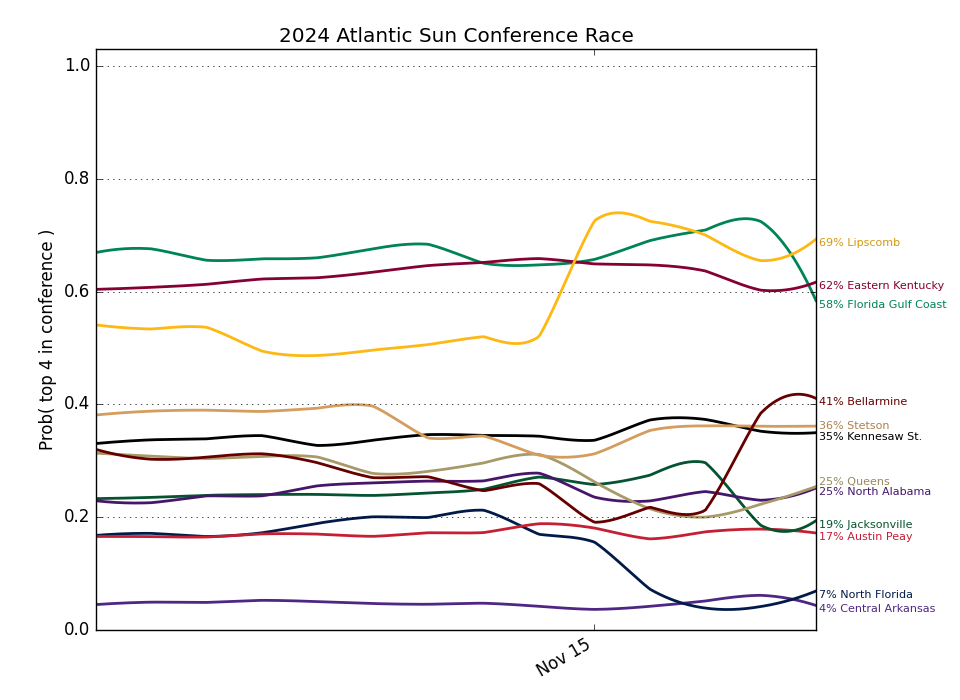 2024 Atlantic Sun Conference Race
Prob( top 4 in conference )
1.0
0.8
0.6
0.4
0.2
0.0
Nov 15
69% Lipscomb
62% Eastern Kentucky
58% Florida Gulf Coast
41% Bellarmine
36% Stetson
35% Kennesaw St.
25% Queens
25% North Alabama
19% Jacksonville
17% Austin Peay
7% North Florida
4% Central Arkansas